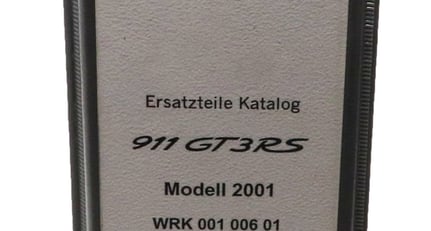 Ersatzteile Katalog
911 GT3RS
Modell 2001
WRK 001 006 01